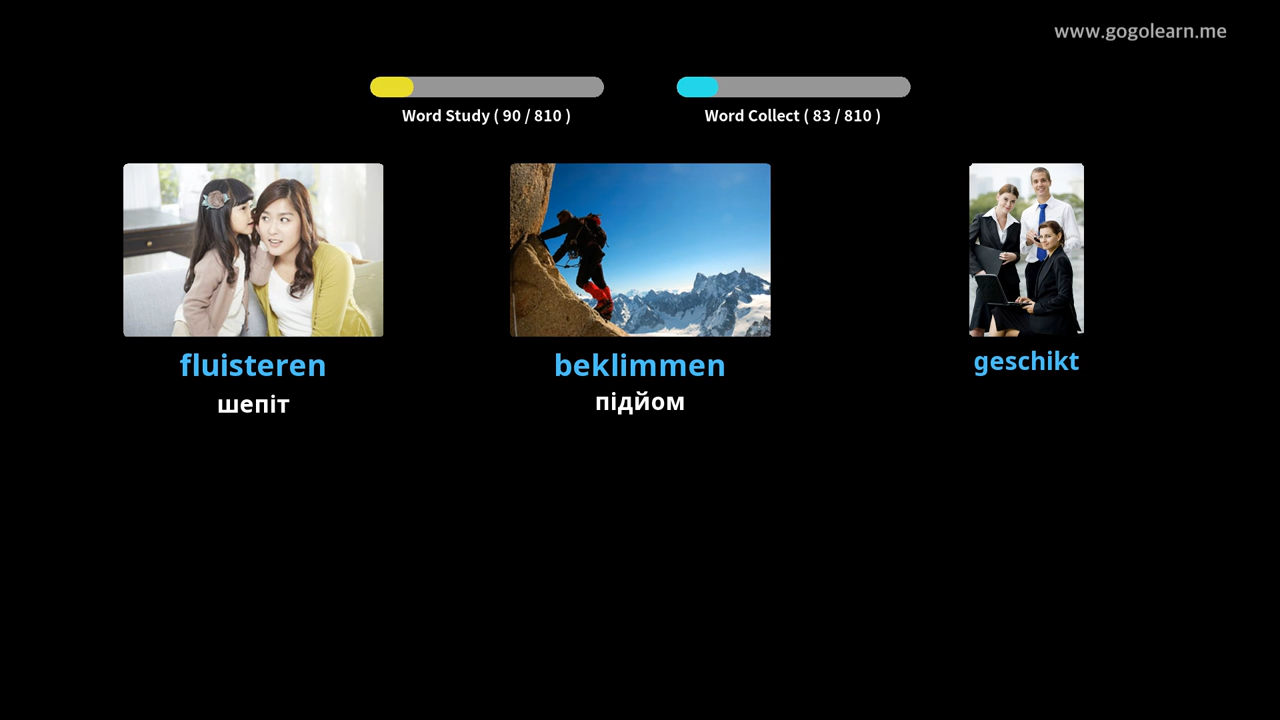 www.gogolearn.me
Word Study ( 90 / 810 )
Word Collect ( 83 / 810 )
fluisteren
шепіт
beklimmen
підйом
geschikt